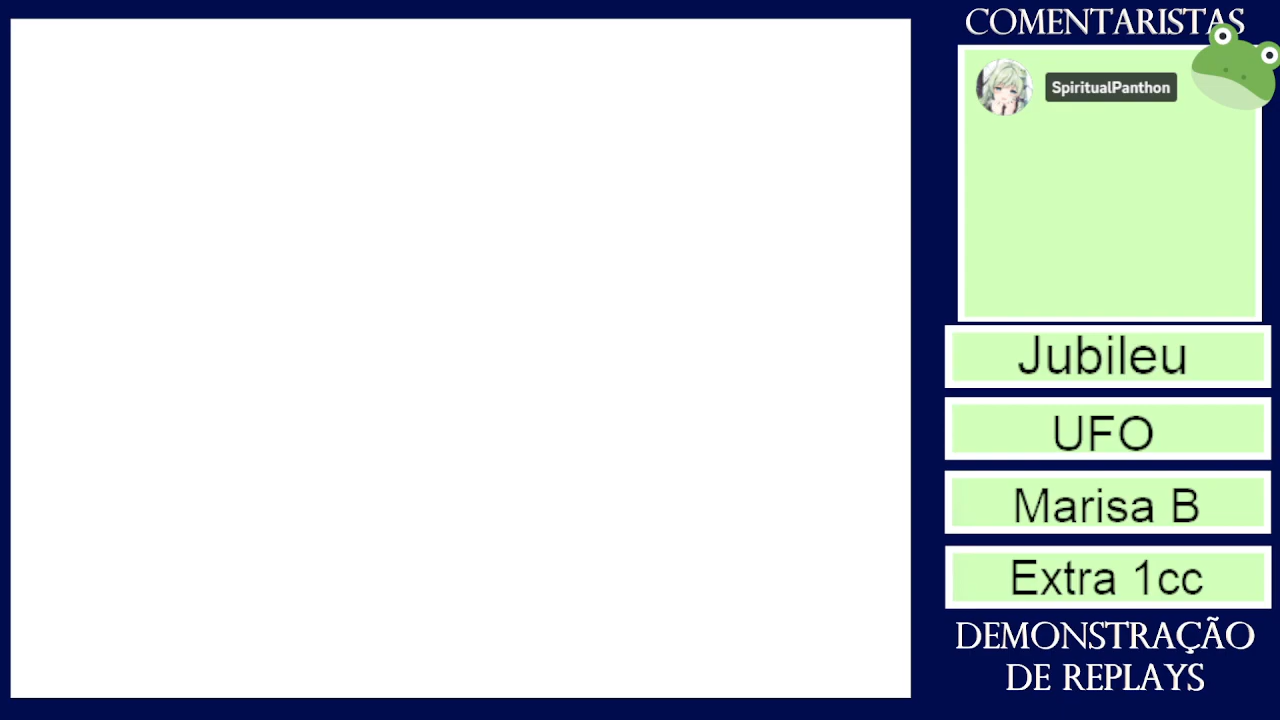 COMENTARISTAS
SpiritualPanthon
Jubileu
UFO
Marisa B
Extra 1cc
DEMONSTRAÇÃO
DE REPLAYS